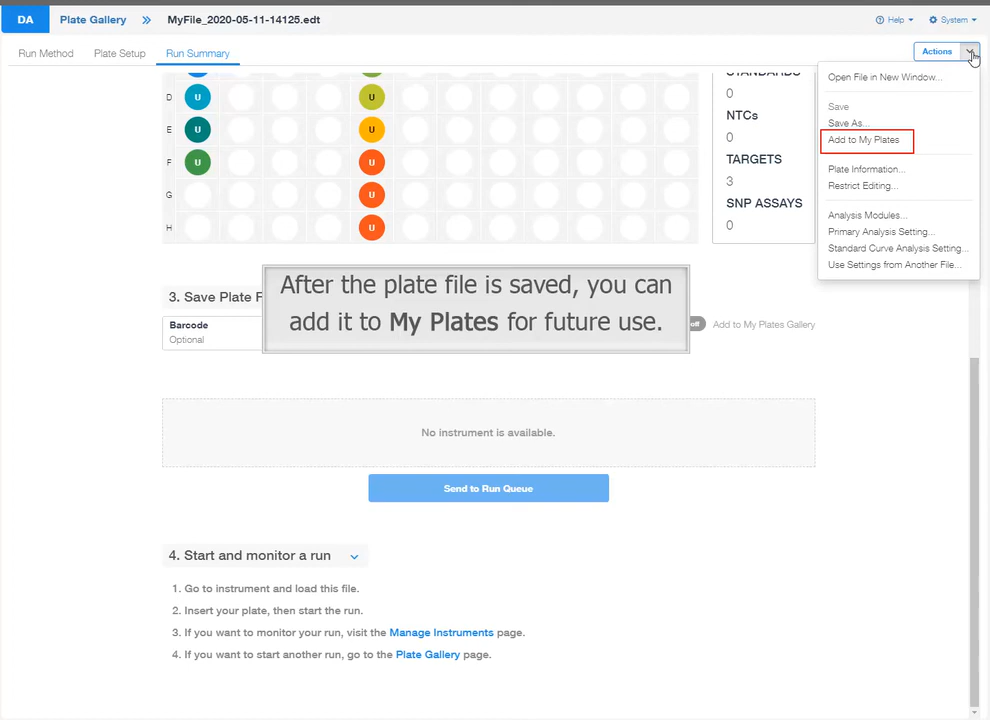 DA
Plate Gallery
MyFile_2020-05-11-14125.edt
Help
System
Run Method
Plate Setup
Run Summary
Actions
Open File in New Window...
Save
Save As...
Add to My Plates
Plate Information...
Restrict Editing...
Analysis Modules...
Primary Analysis Setting...
Standard Curve Analysis Setting...
Use Settings from Another File...
D U U
E U U
F U U
G U
H U
STANDARDS
0
NTCs
0
TARGETS
3
SNP ASSAYS
0
3. Save Plate F
After the plate file is saved, you can
add it to My Plates for future use.
Barcode
Optional
off
Add to My Plates Gallery
No instrument is available.
Send to Run Queue
4. Start and monitor a run
1. Go to instrument and load this file.
2. Insert your plate, then start the run.
3. If you want to monitor your run, visit the Manage Instruments page.
4. If you want to start another run, go to the Plate Gallery page.